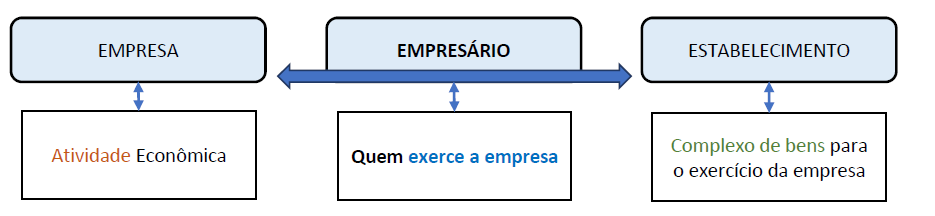 EMPRESA
EMPRESÁRIO
ESTABELECIMENTO
Atividade Econômica
Quem exerce a empresa
Complexo de bens para
o exercício da empresa